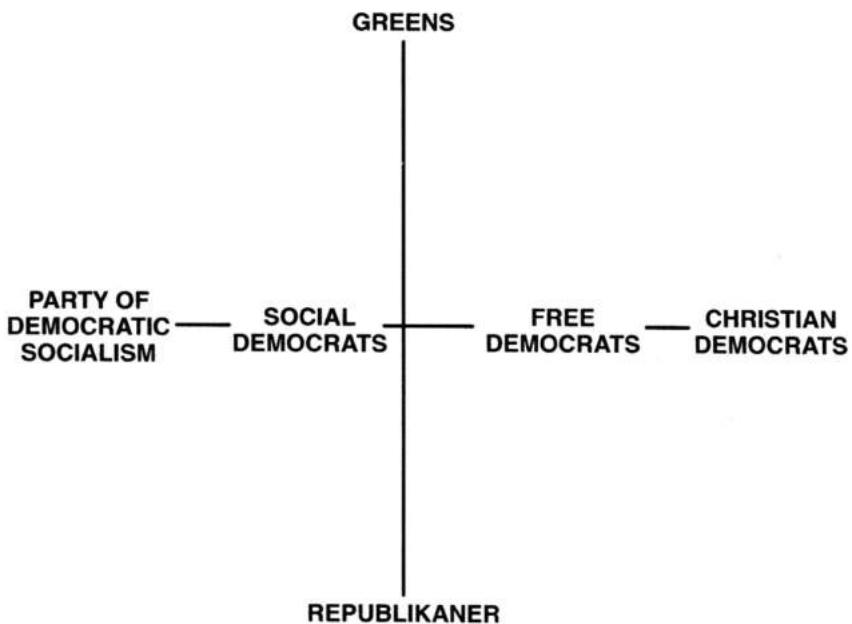 GREENS
PARTY OF
DEMOCRATIC
SOCIALISM
SOCIAL
DEMOCRATS
FREE
DEMOCRATS
CHRISTIAN
DEMOCRATS
REPUBLIKANER